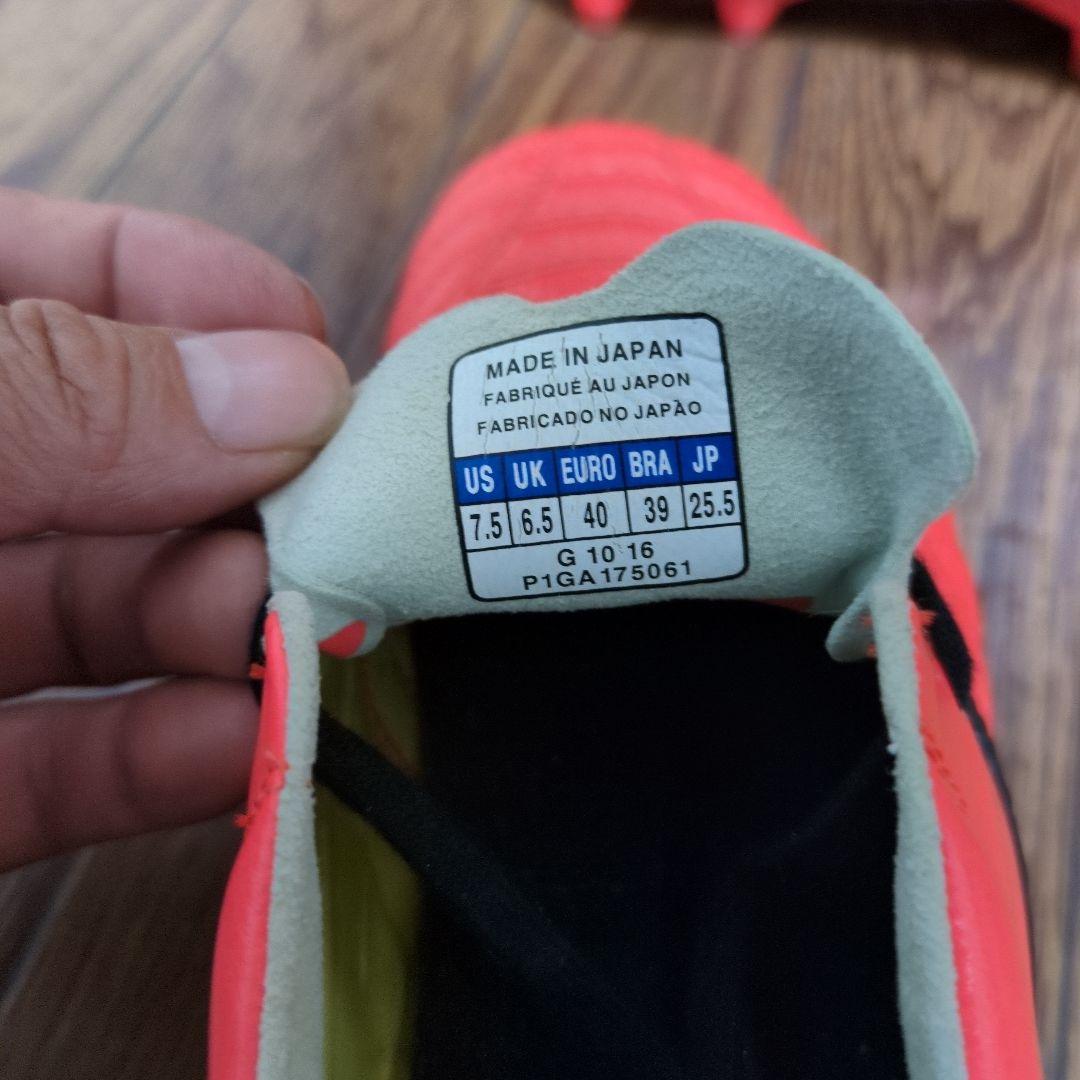 MADE IN JAPAN
FABRIQUÉ AU JAPON
FABRICADO NO JAPÃO
US UK EURO BRA JP
7.5 6.5 40 39 25.5
G 10 16
P1GA175061